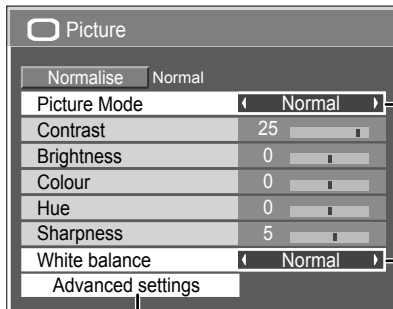 Picture
Normalise Normal
Picture Mode Normal
Contrast 25
Brightness 0
Colour 0
Hue 0
Sharpness 5
White balance Normal
Advanced settings